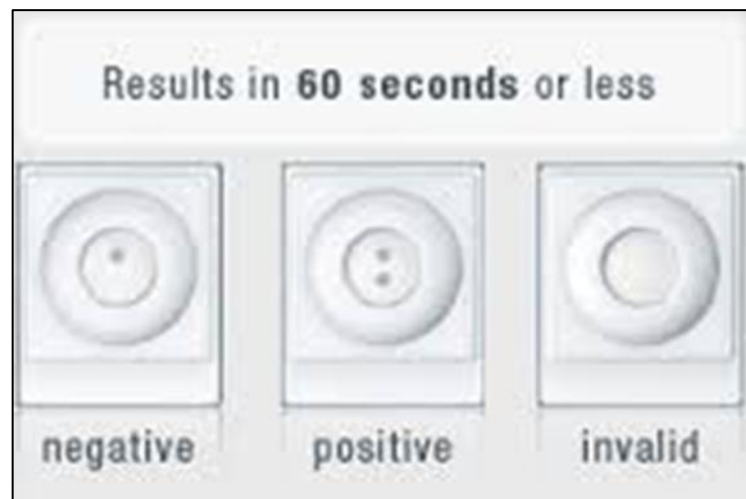 Results in 60 seconds or less
negative positive invalid